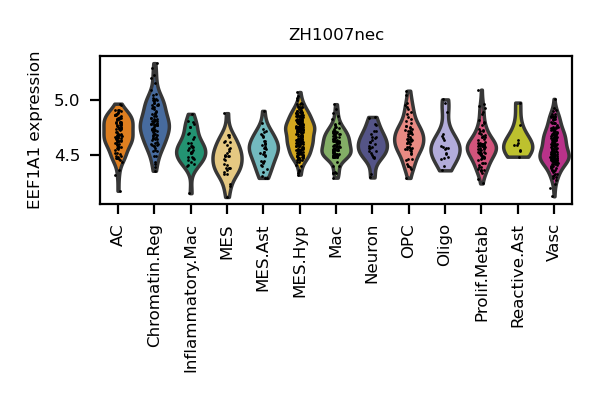 ZH1007nec
EEF1A1 expression
5.0
4.5
AC
Chromatin.Reg
Inflammatory.Mac
MES
MES.Ast
MES.Hyp
Mac
Neuron
OPC
Oligo
Prolif.Metab
Reactive.Ast
Vasc